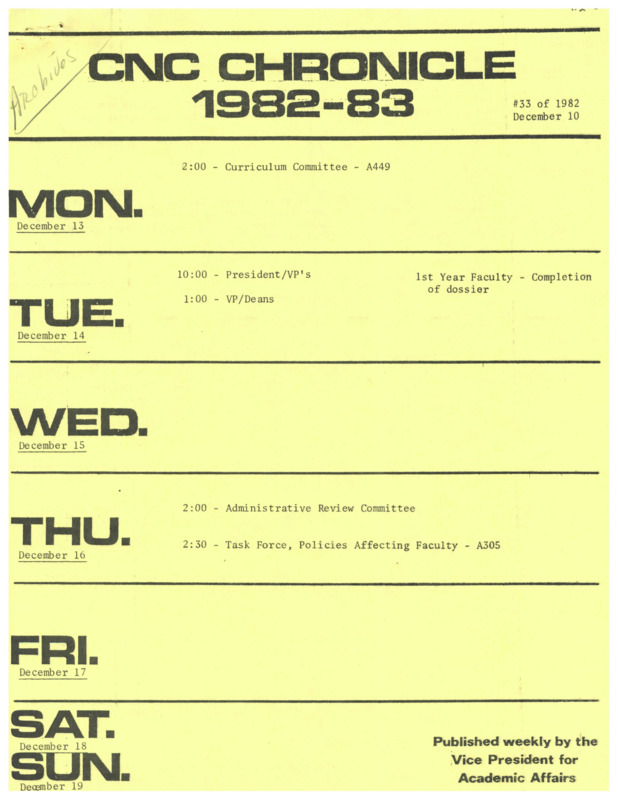 Archives
CNC CHRONICLE
1982-83
#33 of 1982
December 10
2:00 - Curriculum Committee - A449
MON.
December 13
10:00 - President/VP's
1st Year Faculty - Completion
of dossier
1:00 - VP/Deans
TUE.
December 14
WED.
December 15
2:00 - Administrative Review Committee
THU.
2:30 - Task Force, Policies Affecting Faculty - A305
December 16
FRI.
December 17
SAT.
December 18
SUN.
December 19
Published weekly by the
Vice President for
Academic Affairs